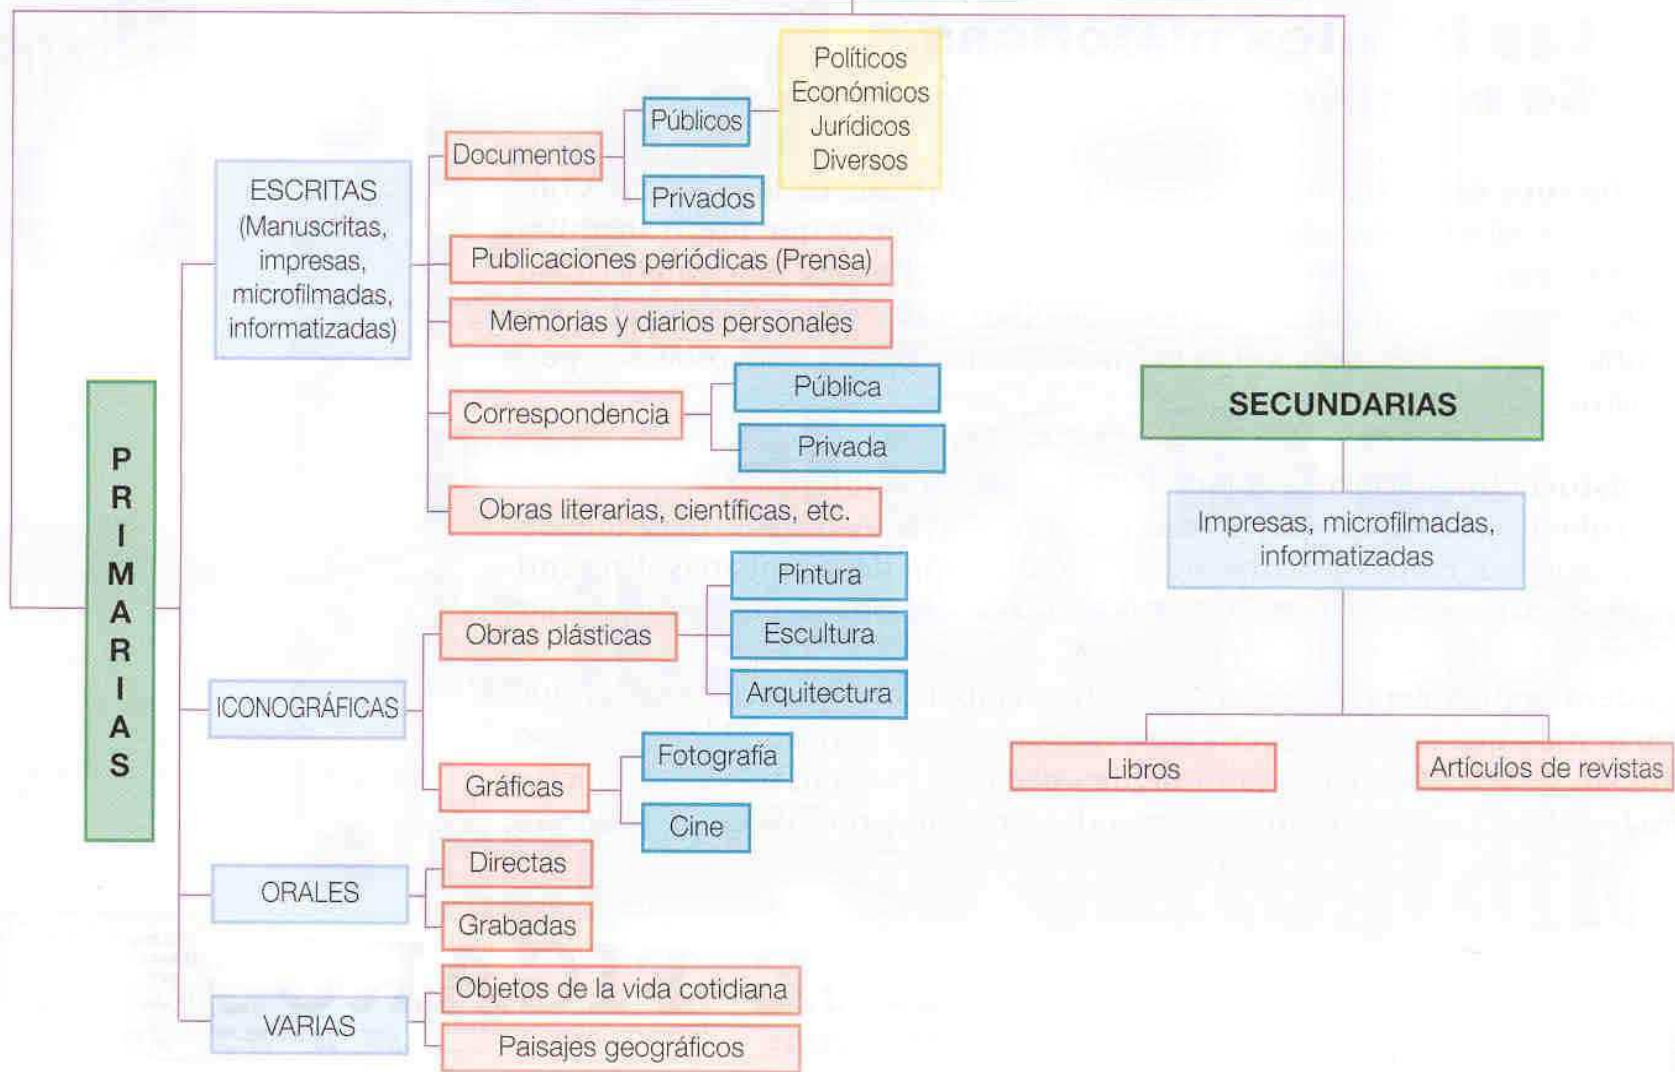 Políticos
Económicos
Jurídicos
Diversos
Públicos
Documentos
Privados
ESCRITAS
(Manuscritas,
impresas,
microfilmadas,
informatizadas)
Publicaciones periódicas (Prensa)
Memorias y diarios personales
Correspondencia
Pública
Privada
Obras literarias, científicas, etc.
PRIMARIAS
ICONOGRÁFICAS
Obras plásticas
Pintura
Escultura
Arquitectura
Gráficas
Fotografía
Cine
ORALES
Directas
Grabadas
VARIAS
Objetos de la vida cotidiana
Paisajes geográficos
SECUNDARIAS
Impresas, microfilmadas,
informatizadas
Libros
Artículos de revistas